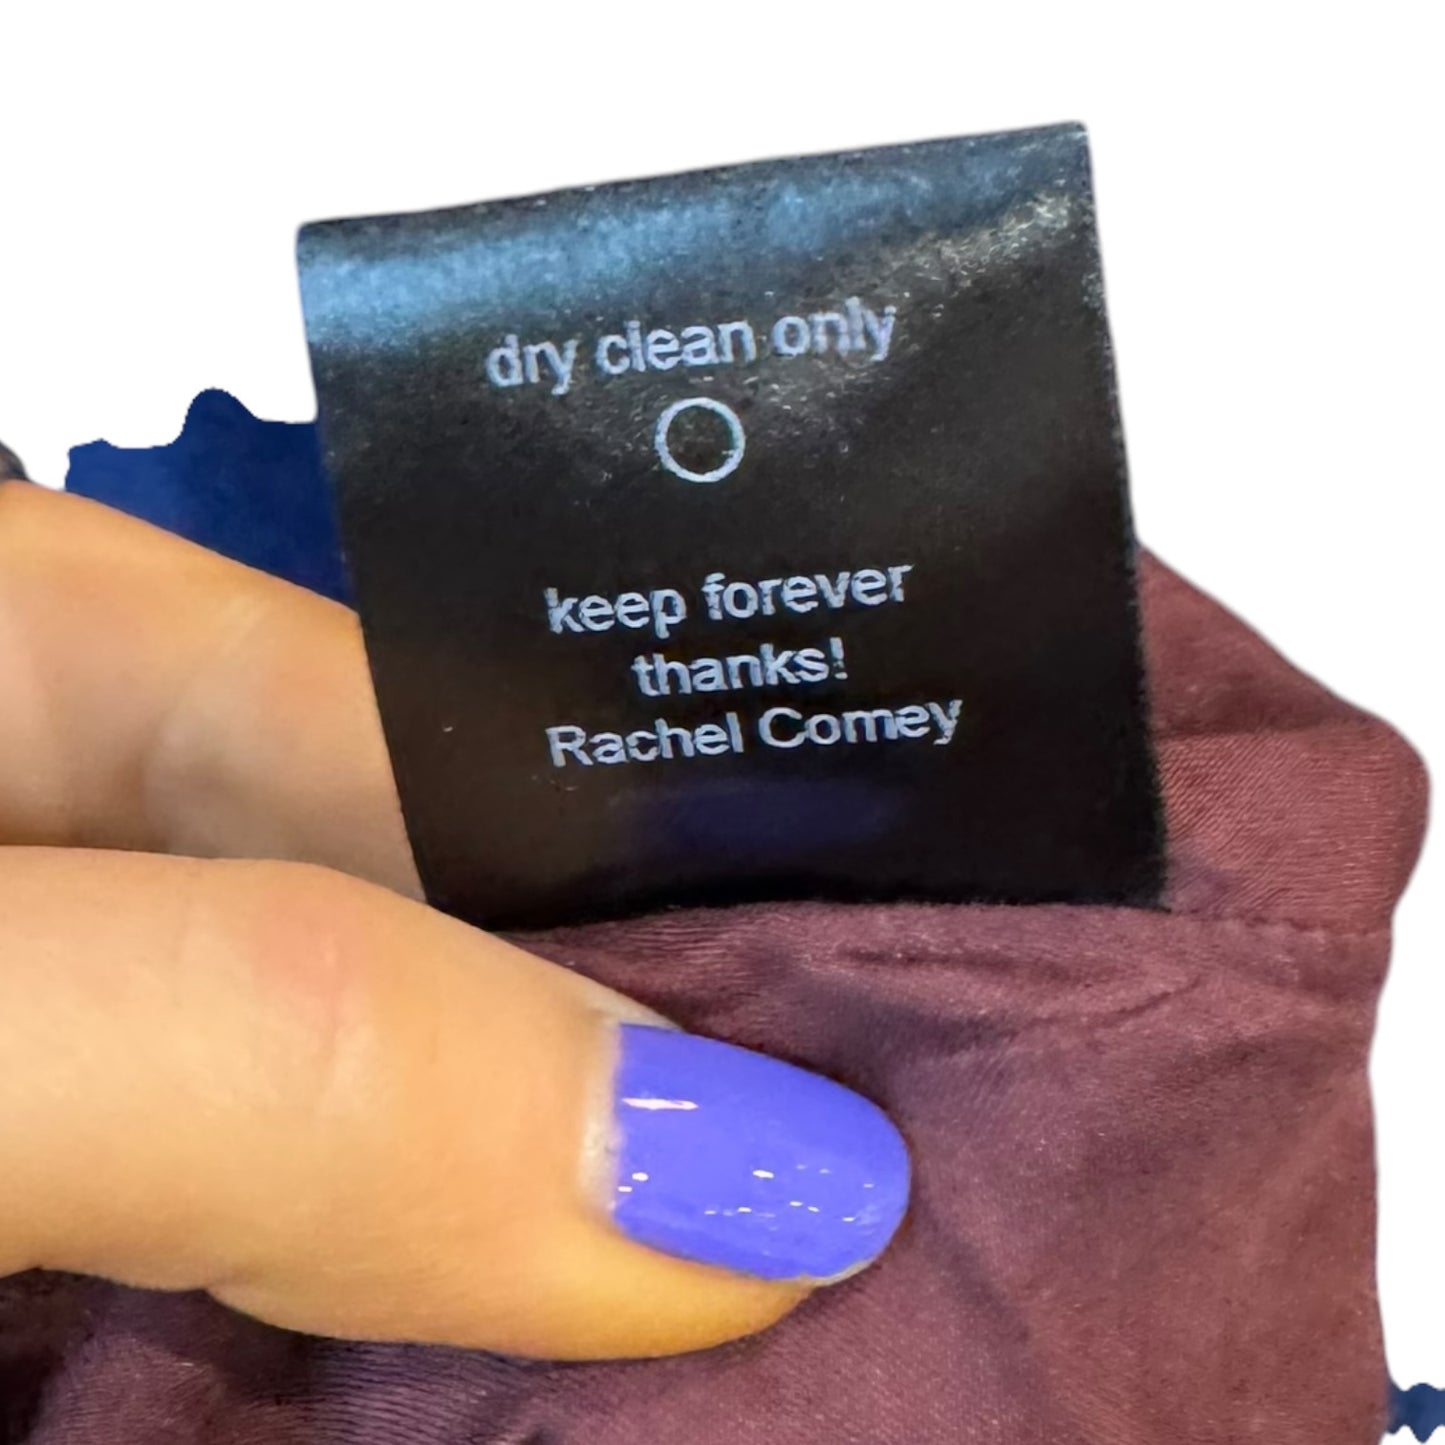 dry clean only
keep forever
thanks!
Rachel Comey